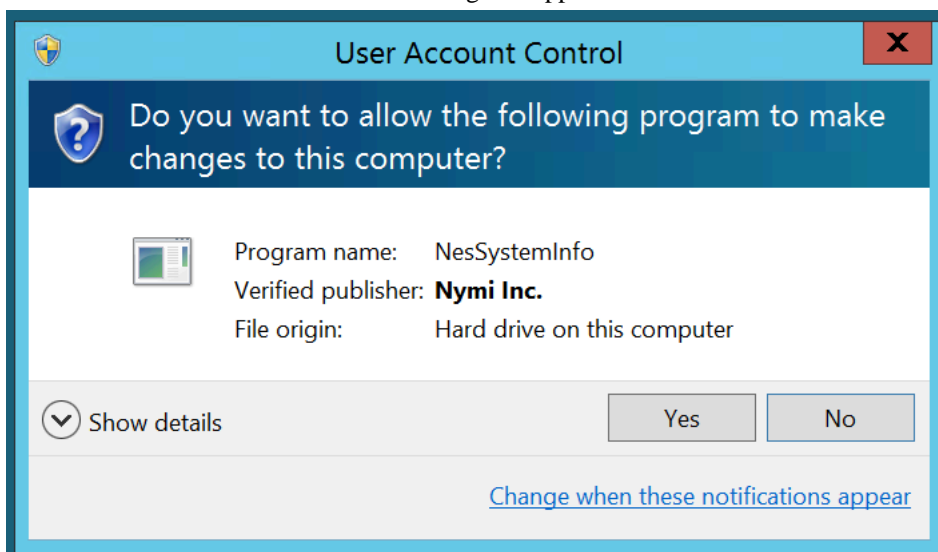 User Account Control
Do you want to allow the following program to make
changes to this computer?
Program name: NesSystemInfo
Verified publisher: Nymi Inc.
File origin: Hard drive on this computer
Show details
Yes
No
Change when these notifications appear